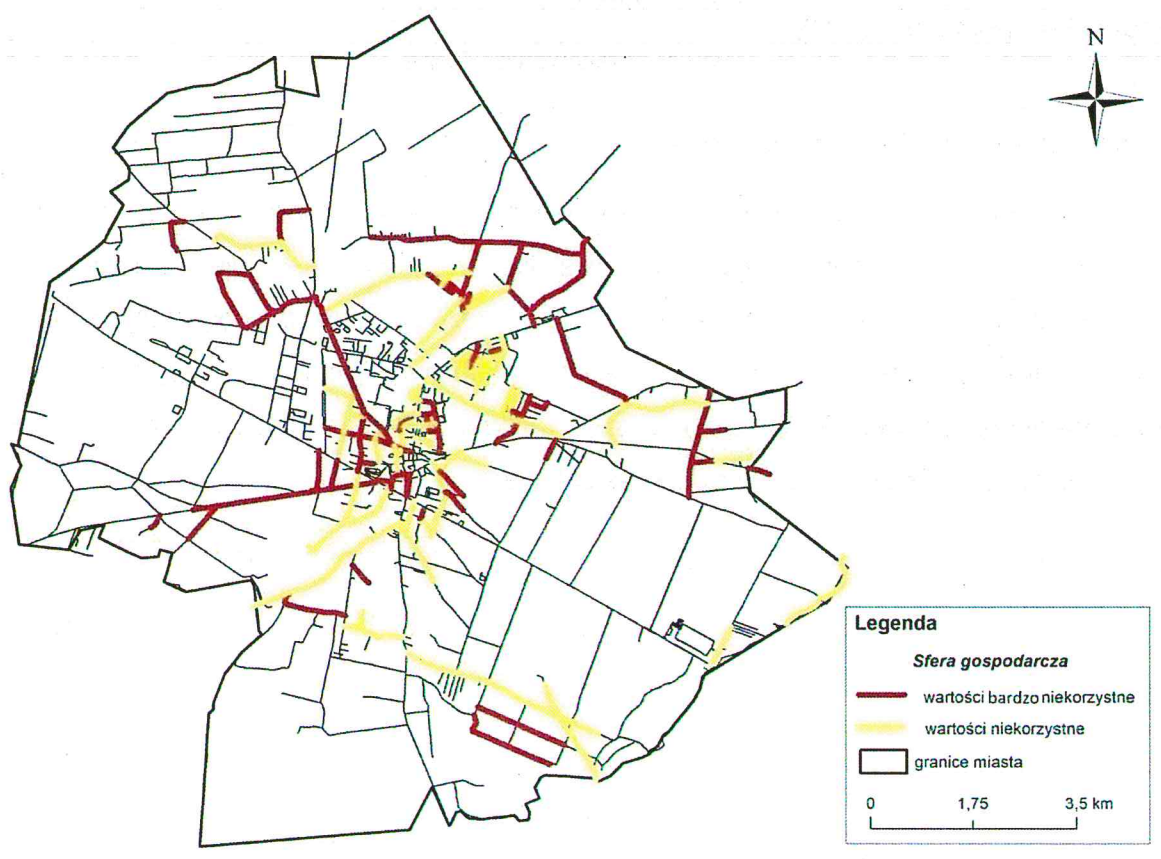 N
Legenda
Sfera gospodarcza
wartości bardzo niekorzystne
wartości niekorzystne
granice miasta
0 1,75 3,5 km